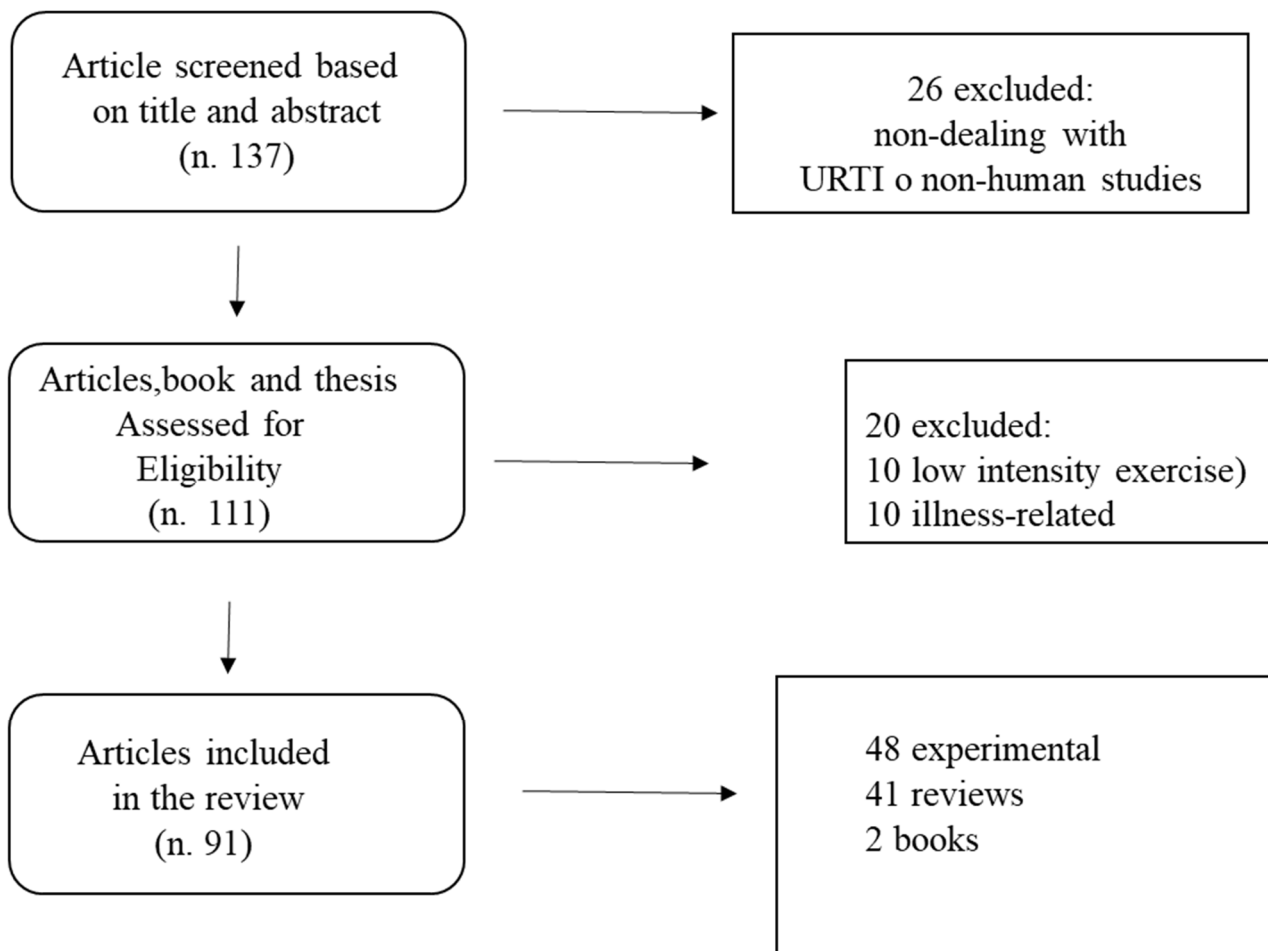 Article screened based
on title and abstract
(n. 137)
26 excluded:
non-dealing with
URTI o non-human studies
Articles,book and thesis
Assessed for
Eligibility
(n. 111)
20 excluded:
10 low intensity exercise)
10 illness-related
Articles included
in the review
(n. 91)
48 experimental
41 reviews
2 books